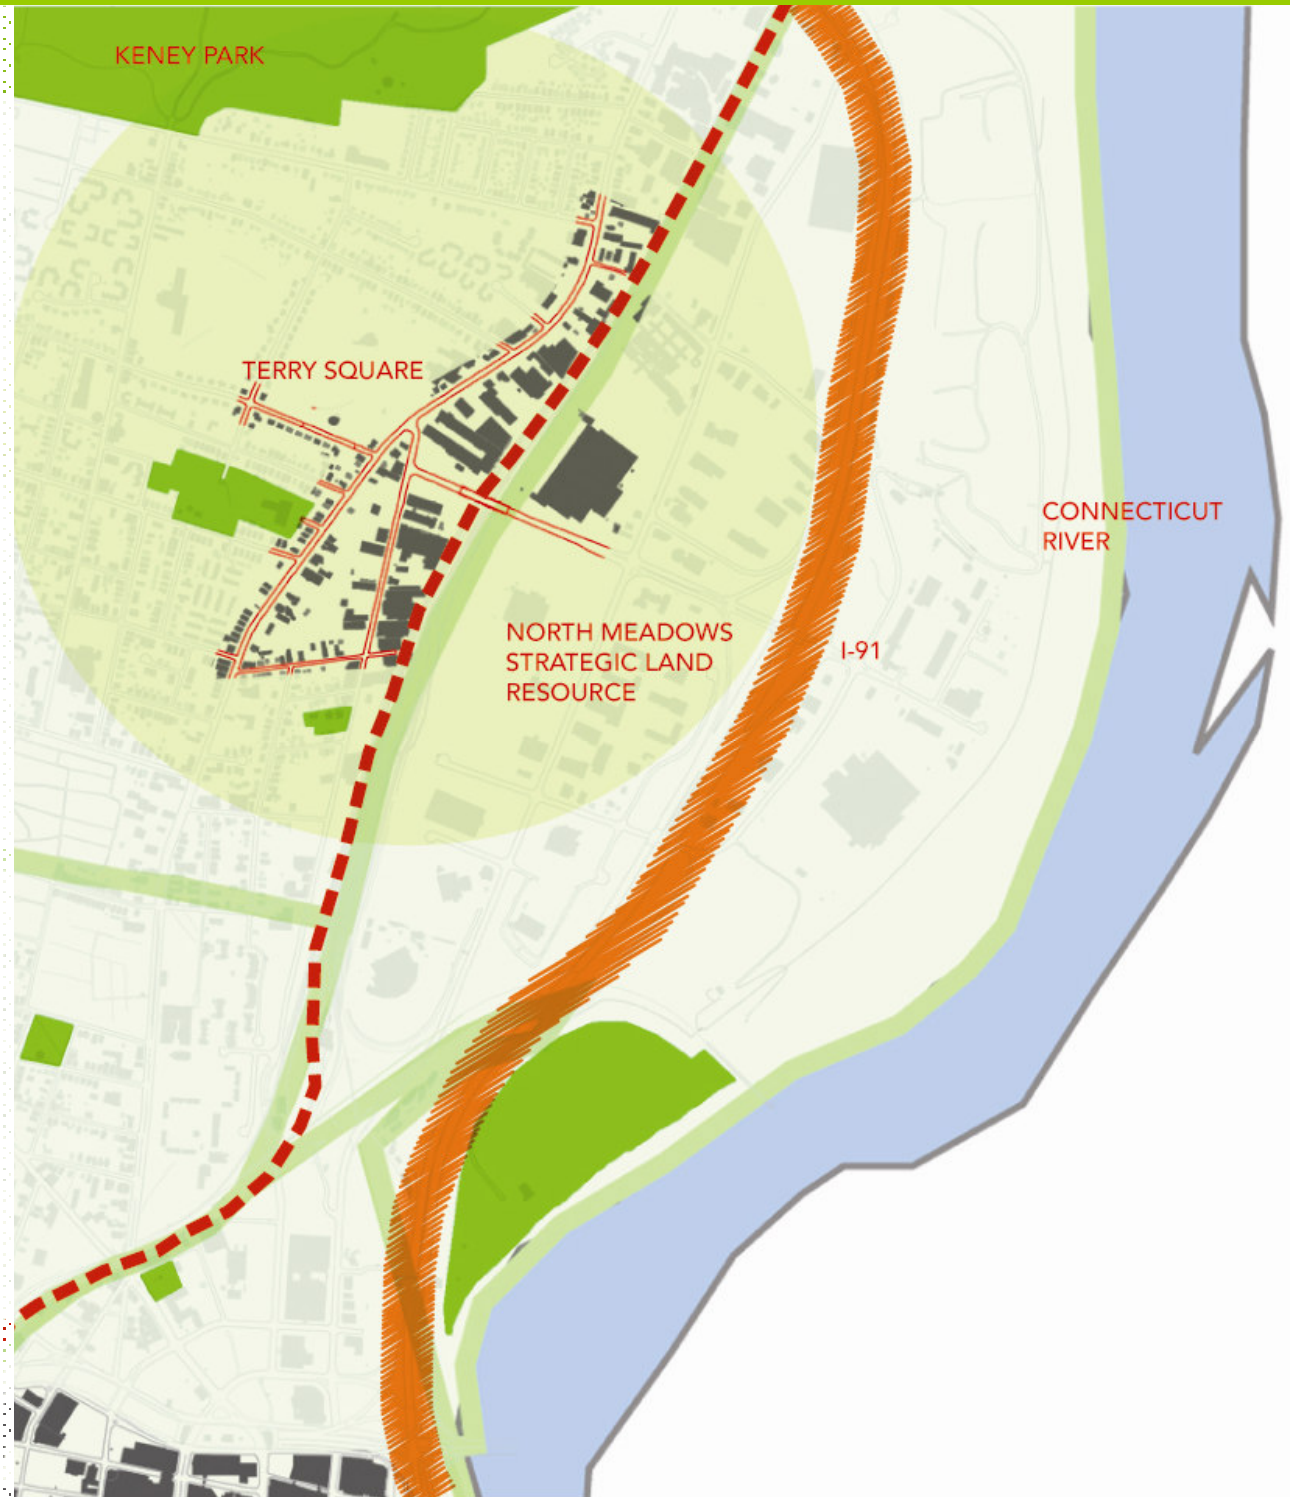 KENEY PARK
TERRY SQUARE
CONNECTICUT
RIVER
NORTH MEADOWS
STRATEGIC LAND
RESOURCE
I-91